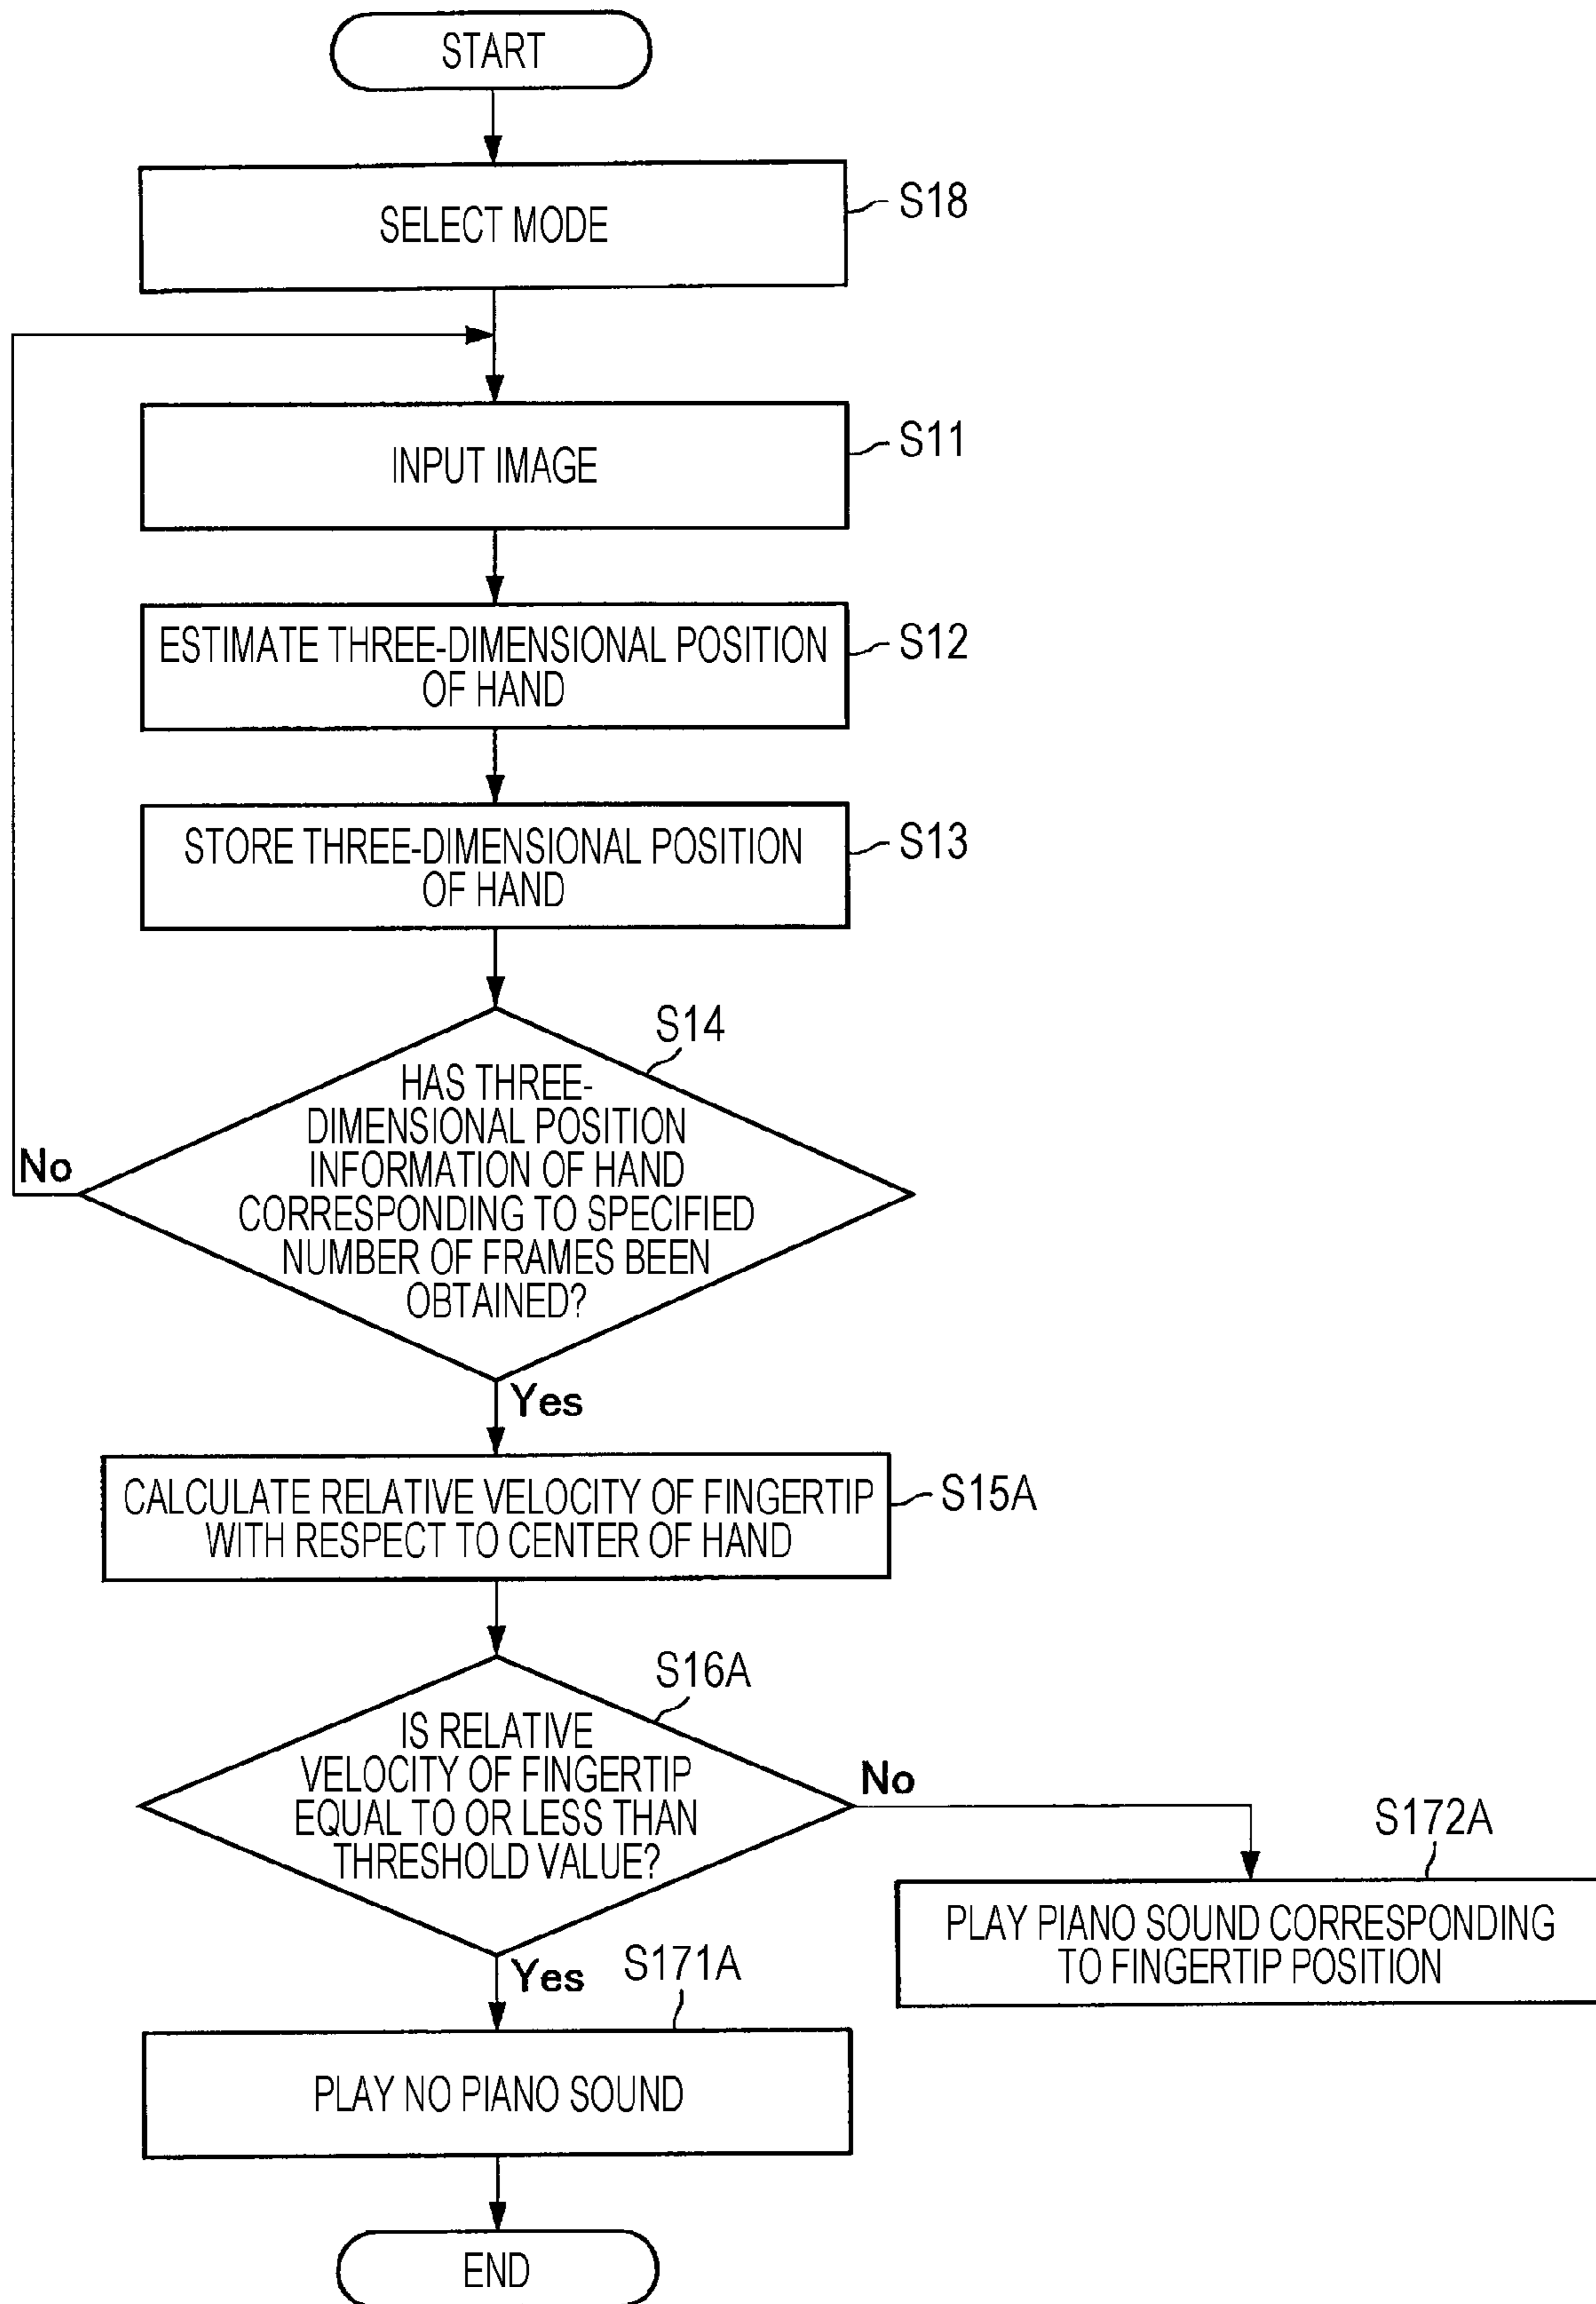 START
SELECT MODE
S18
INPUT IMAGE
S11
ESTIMATE THREE-DIMENSIONAL POSITION
OF HAND
S12
STORE THREE-DIMENSIONAL POSITION
OF HAND
S13
S14
HAS THREE-
DIMENSIONAL POSITION
INFORMATION OF HAND
CORRESPONDING TO SPECIFIED
NUMBER OF FRAMES BEEN
OBTAINED?
No
Yes
CALCULATE RELATIVE VELOCITY OF FINGERTIP
WITH RESPECT TO CENTER OF HAND
S15A
S16A
IS RELATIVE
VELOCITY OF FINGERTIP
EQUAL TO OR LESS THAN
THRESHOLD VALUE?
No
S172A
PLAY PIANO SOUND CORRESPONDING
TO FINGERTIP POSITION
Yes
S171A
PLAY NO PIANO SOUND
END